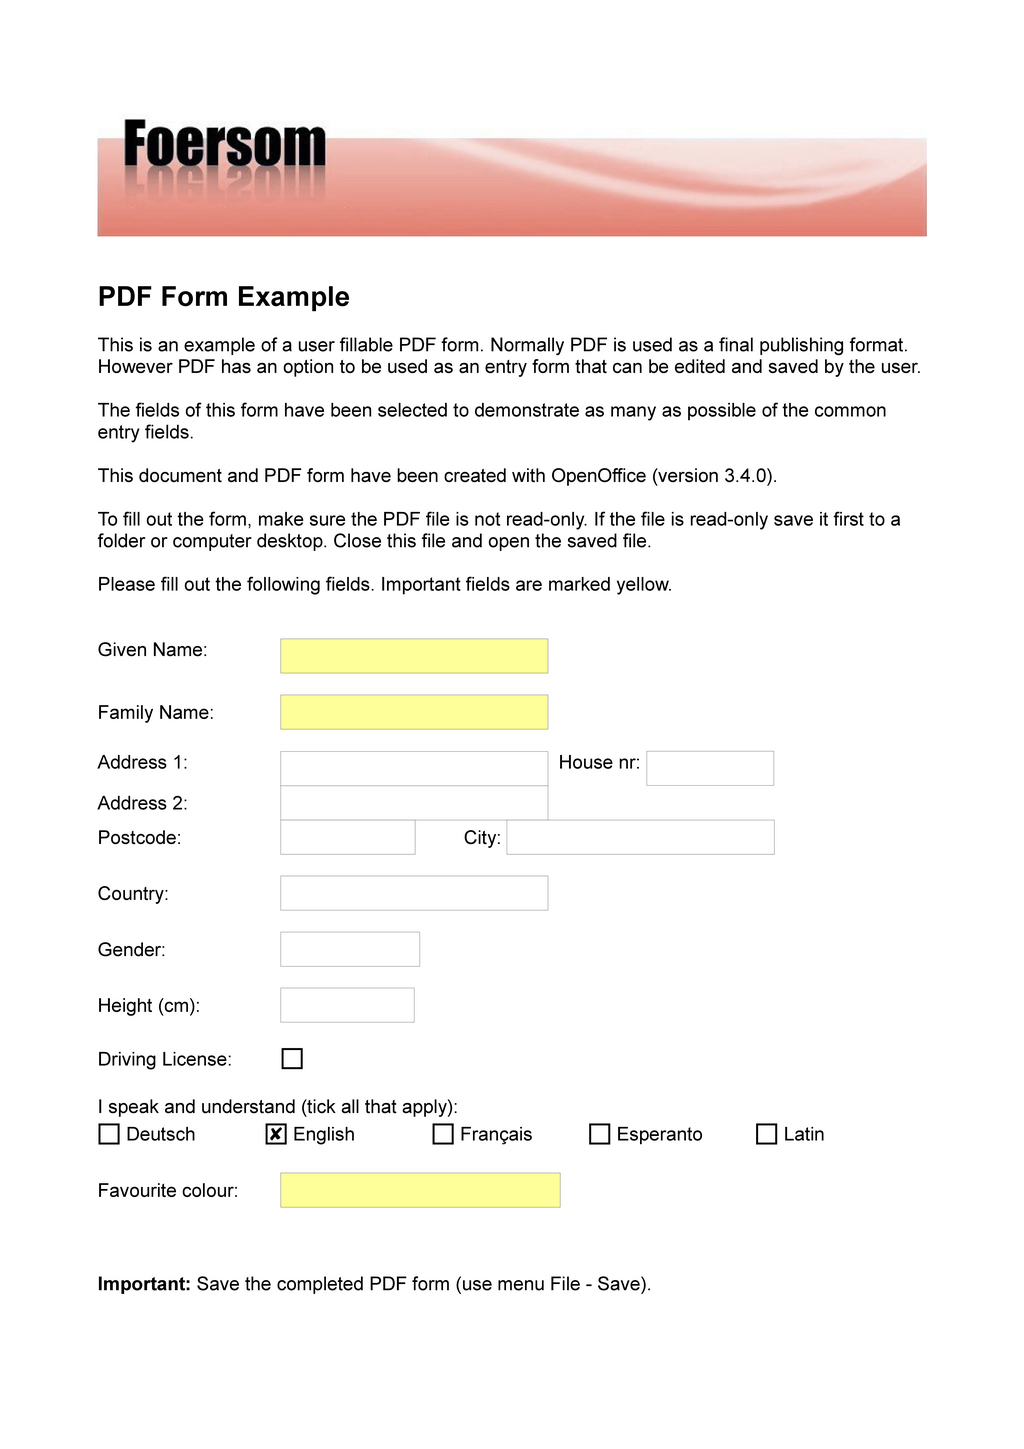 Foersom
PDF Form Example
This is an example of a user fillable PDF form. Normally PDF is used as a final publishing format.
However PDF has an option to be used as an entry form that can be edited and saved by the user.
The fields of this form have been selected to demonstrate as many as possible of the common
entry fields.
This document and PDF form have been created with OpenOffice (version 3.4.0).
To fill out the form, make sure the PDF file is not read-only. If the file is read-only save it first to a
folder or computer desktop. Close this file and open the saved file.
Please fill out the following fields. Important fields are marked yellow.
Given Name:
Family Name:
Address 1: House nr:
Address 2:
Postcode: City:
Country:
Gender:
Height (cm):
Driving License:
I speak and understand (tick all that apply):
Deutsch English Français Esperanto Latin
Favourite colour:
Important: Save the completed PDF form (use menu File - Save).